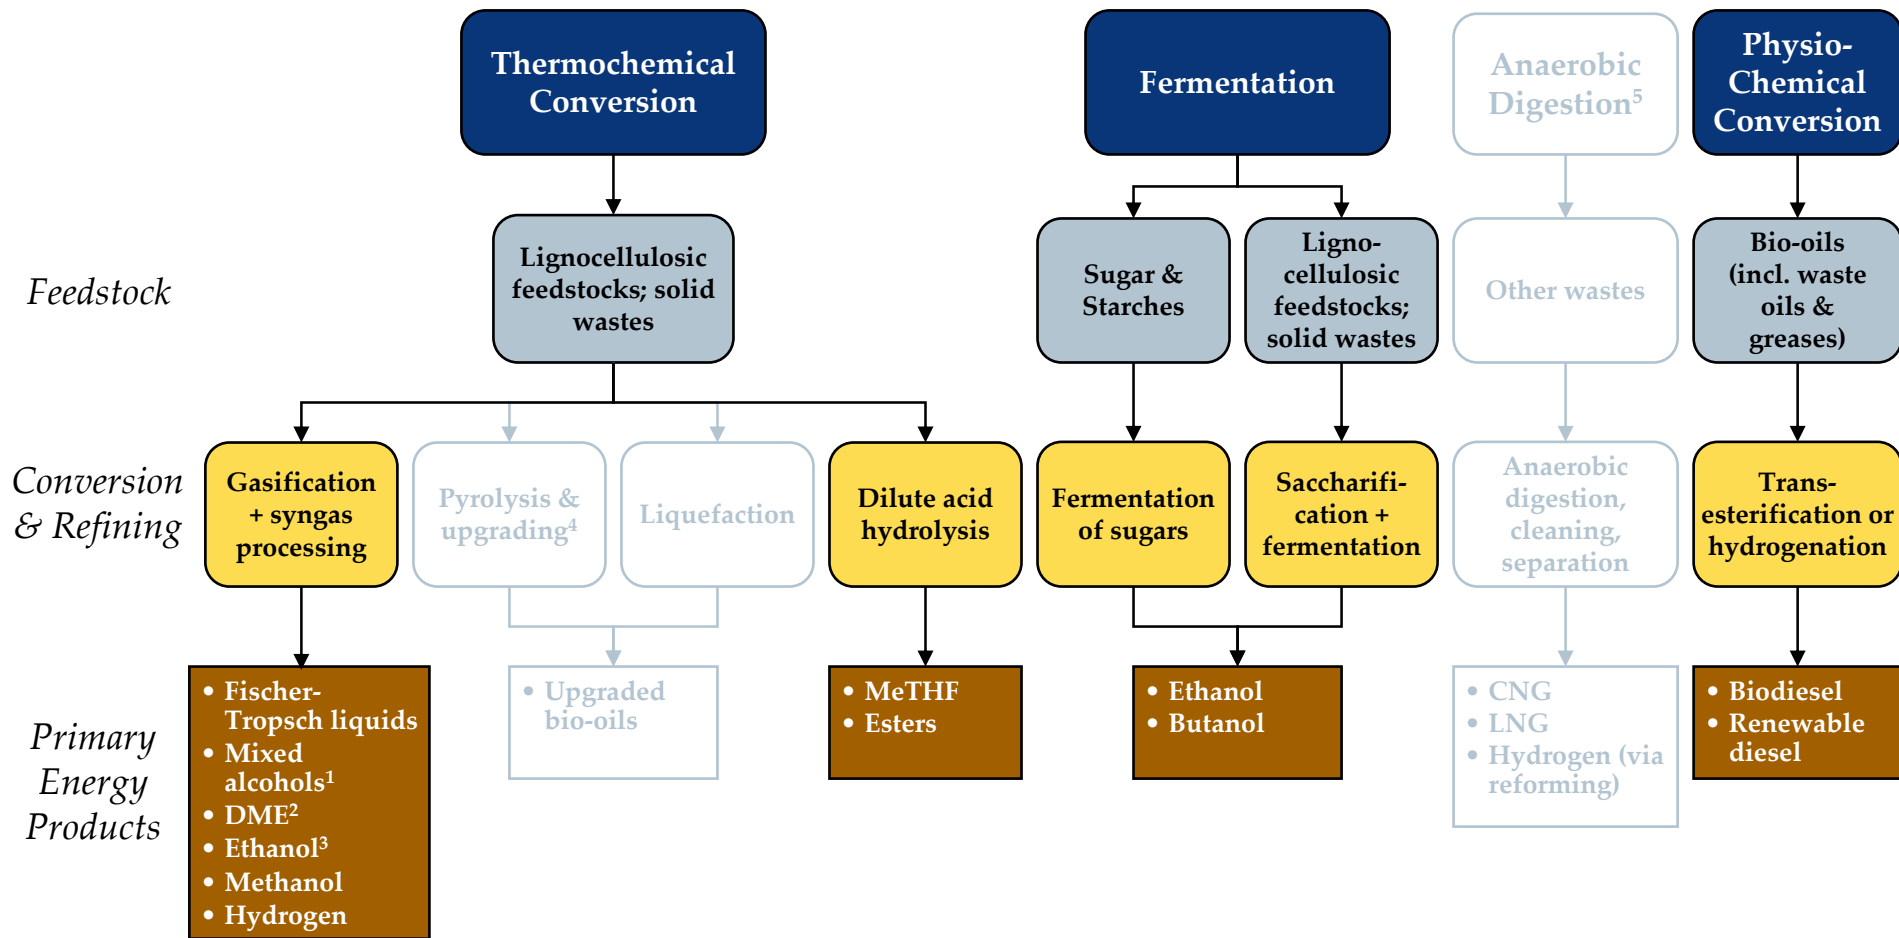 Thermochemical
Conversion
Fermentation
Anaerobic
Digestion⁵
Physio-
Chemical
Conversion
Feedstock
Lignocellulosic
feedstocks; solid
wastes
Sugar &
Starches
Ligno-
cellulosic
feedstocks;
solid wastes
Other wastes
Bio-oils
(incl. waste
oils &
greases)
Conversion
& Refining
Gasification
+ syngas
processing
Pyrolysis &
upgrading⁴
Liquefaction
Dilute acid
hydrolysis
Fermentation
of sugars
Saccharifi-
cation +
fermentation
Anaerobic
digestion,
cleaning,
separation
Trans-
esterification or
hydrogenation
Primary
Energy
Products
• Fischer-
Tropsch liquids
• Mixed
alcohols¹
• DME²
• Ethanol³
• Methanol
• Hydrogen
• Upgraded
bio-oils
• MeTHF
• Esters
• Ethanol
• Butanol
• CNG
• LNG
• Hydrogen (via
reforming)
• Biodiesel
• Renewable
diesel